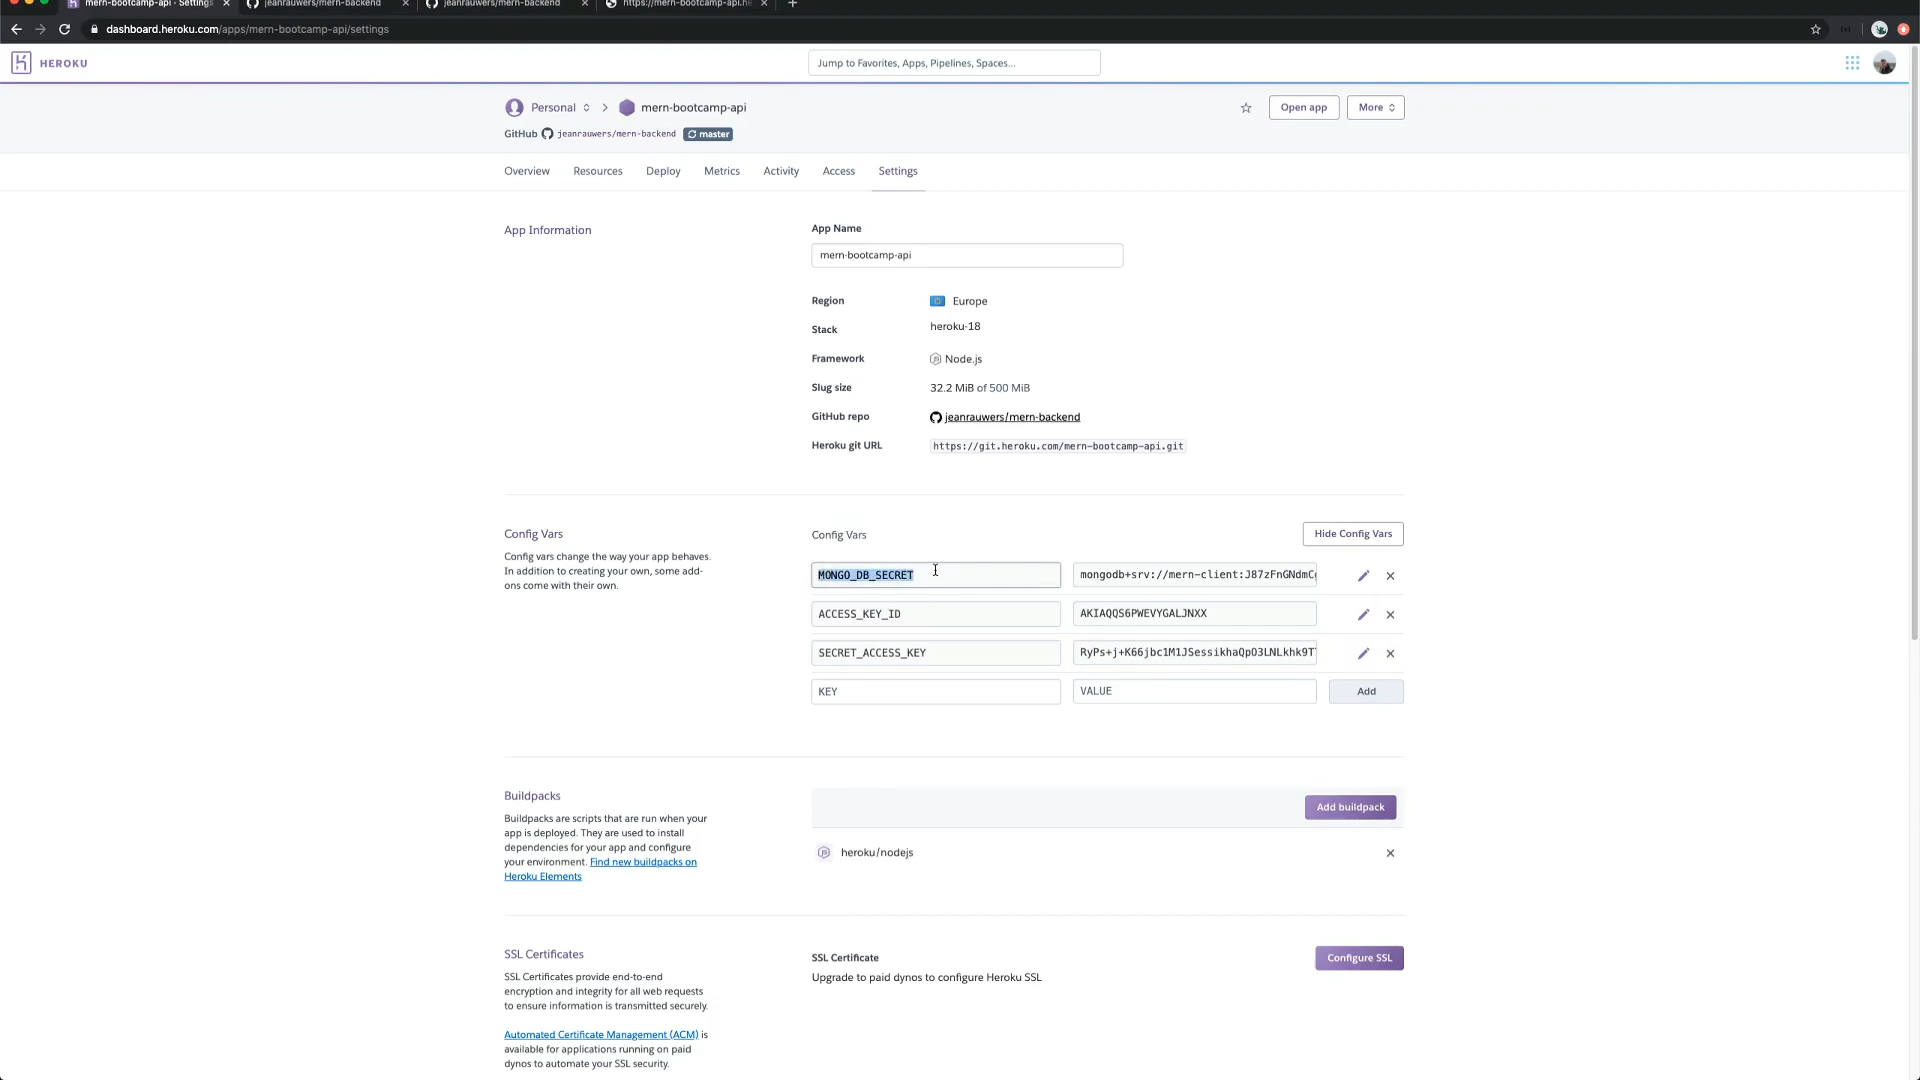 mern-bootcamp-api · Settings
jeanrauwers/mern-backend
jeanrauwers/mern-backend
https://mern-bootcamp-api.he
dashboard.heroku.com/apps/mern-bootcamp-api/settings
HEROKU
Jump to Favorites, Apps, Pipelines, Spaces...
Personal
mern-bootcamp-api
Open app
More
GitHub jeanrauwers/mern-backend master
Overview
Resources
Deploy
Metrics
Activity
Access
Settings
App Information
App Name
mern-bootcamp-api
Region
Europe
Stack
heroku-18
Framework
Node.js
Slug size
32.2 MiB of 500 MiB
GitHub repo
jeanrauwers/mern-backend
Heroku git URL
https://git.heroku.com/mern-bootcamp-api.git
Config Vars
Config vars change the way your app behaves.
In addition to creating your own, some add-
ons come with their own.
Config Vars
Hide Config Vars
MONGO_DB_SECRET
mongodb+srv://mern-client:J87zFnGNdmC
ACCESS_KEY_ID
AKIAQQS6PWEVYGALJNXX
SECRET_ACCESS_KEY
RyPs+j+K66jbc1M1JSessikhaQpO3LNLkhk9T
KEY
VALUE
Add
Buildpacks
Buildpacks are scripts that are run when your
app is deployed. They are used to install
dependencies for your app and configure
your environment. Find new buildpacks on
Heroku Elements
Add buildpack
heroku/nodejs
SSL Certificates
SSL Certificates provide end-to-end
encryption and integrity for all web requests
to ensure information is transmitted securely.
Automated Certificate Management (ACM) is
available for applications running on paid
dynos to automate your SSL security.
SSL Certificate
Upgrade to paid dynos to configure Heroku SSL
Configure SSL